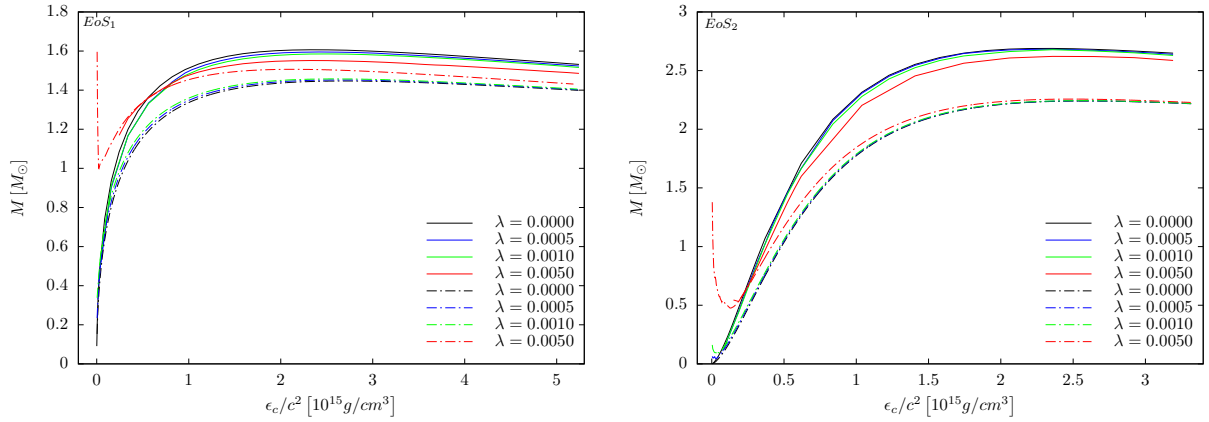 EoS₁
M [M⊙]
1.8
1.6
1.4
1.2
1
0.8
0.6
0.4
0.2
0
λ = 0.0000
λ = 0.0005
λ = 0.0010
λ = 0.0050
λ = 0.0000
λ = 0.0005
λ = 0.0010
λ = 0.0050
0 1 2 3 4 5
ϵc/c² [10¹⁵g/cm³]
EoS₂
M [M⊙]
3
2.5
2
1.5
1
0.5
0
λ = 0.0000
λ = 0.0005
λ = 0.0010
λ = 0.0050
λ = 0.0000
λ = 0.0005
λ = 0.0010
λ = 0.0050
0 0.5 1 1.5 2 2.5 3
ϵc/c² [10¹⁵g/cm³]